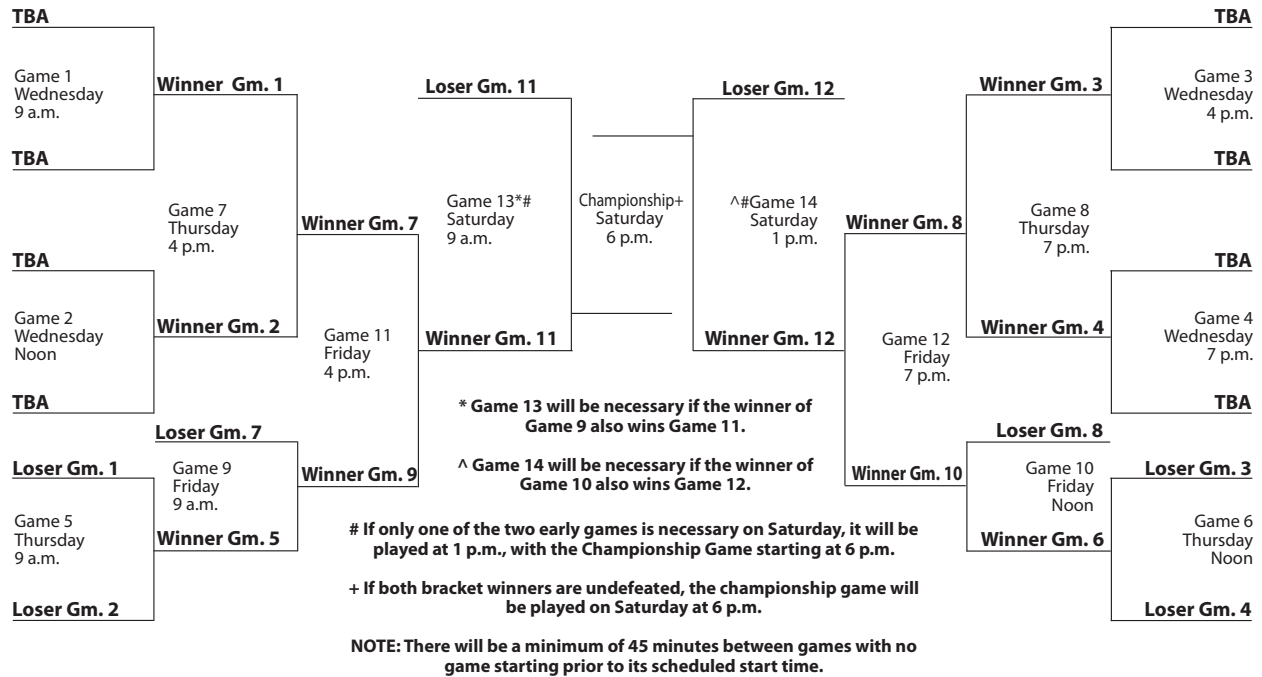 TBA
Game 1
Wednesday
9 a.m.
TBA
Winner  Gm. 1
Game 7
Thursday
4 p.m.
TBA
Game 2
Wednesday
Noon
TBA
Winner Gm. 2
Winner Gm. 7
Game 11
Friday
4 p.m.
Loser Gm. 7
Game 9
Friday
9 a.m.
Winner Gm. 5
Winner Gm. 9
Loser Gm. 1
Game 5
Thursday
9 a.m.
Loser Gm. 2
Loser Gm. 11
Game 13*#
Saturday
9 a.m.
Winner Gm. 11
Championship+
Saturday
6 p.m.
Loser Gm. 12
^#Game 14
Saturday
1 p.m.
Winner Gm. 12
Winner Gm. 8
Game 12
Friday
7 p.m.
Winner Gm. 10
Winner Gm. 3
Game 8
Thursday
7 p.m.
Winner Gm. 4
TBA
Game 3
Wednesday
4 p.m.
TBA
TBA
Game 4
Wednesday
7 p.m.
TBA
Loser Gm. 8
Game 10
Friday
Noon
Winner Gm. 6
Loser Gm. 3
Game 6
Thursday
Noon
Loser Gm. 4
* Game 13 will be necessary if the winner of
Game 9 also wins Game 11.
^ Game 14 will be necessary if the winner of
Game 10 also wins Game 12.
# If only one of the two early games is necessary on Saturday, it will be
played at 1 p.m., with the Championship Game starting at 6 p.m.
+ If both bracket winners are undefeated, the championship game will
be played on Saturday at 6 p.m.
NOTE: There will be a minimum of 45 minutes between games with no
game starting prior to its scheduled start time.